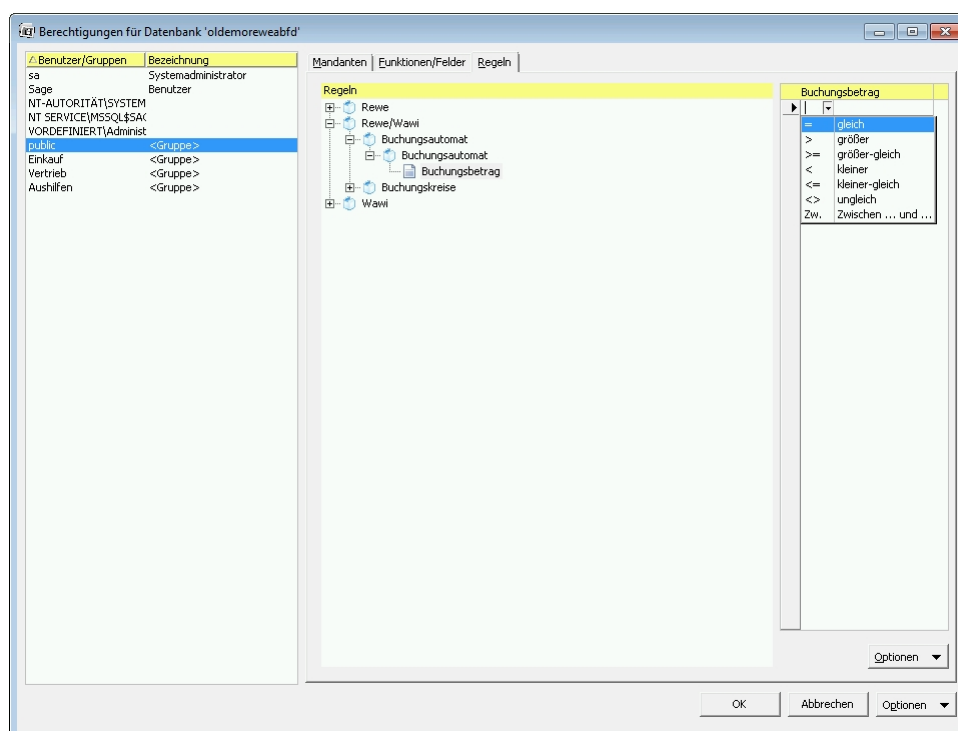 Berechtigungen für Datenbank 'oldemoreweabfd'
Benutzer/Gruppen Bezeichnung
sa Systemadministrator
Sage Benutzer
NT-AUTORITÄT\SYSTEM
NT SERVICE\MSSQL$SA(
VORDEFINIERT\Administ
public <Gruppe>
Einkauf <Gruppe>
Vertrieb <Gruppe>
Aushilfen <Gruppe>
Mandanten Funktionen/Felder Regeln
Regeln
Rewe
Rewe/Wawi
Buchungsautomat
Buchungsautomat
Buchungsbetrag
Buchungskreise
Wawi
Buchungsbetrag
= gleich
> größer
>= größer-gleich
< kleiner
<= kleiner-gleich
<> ungleich
Zw. Zwischen ... und ...
Optionen
OK Abbrechen Optionen